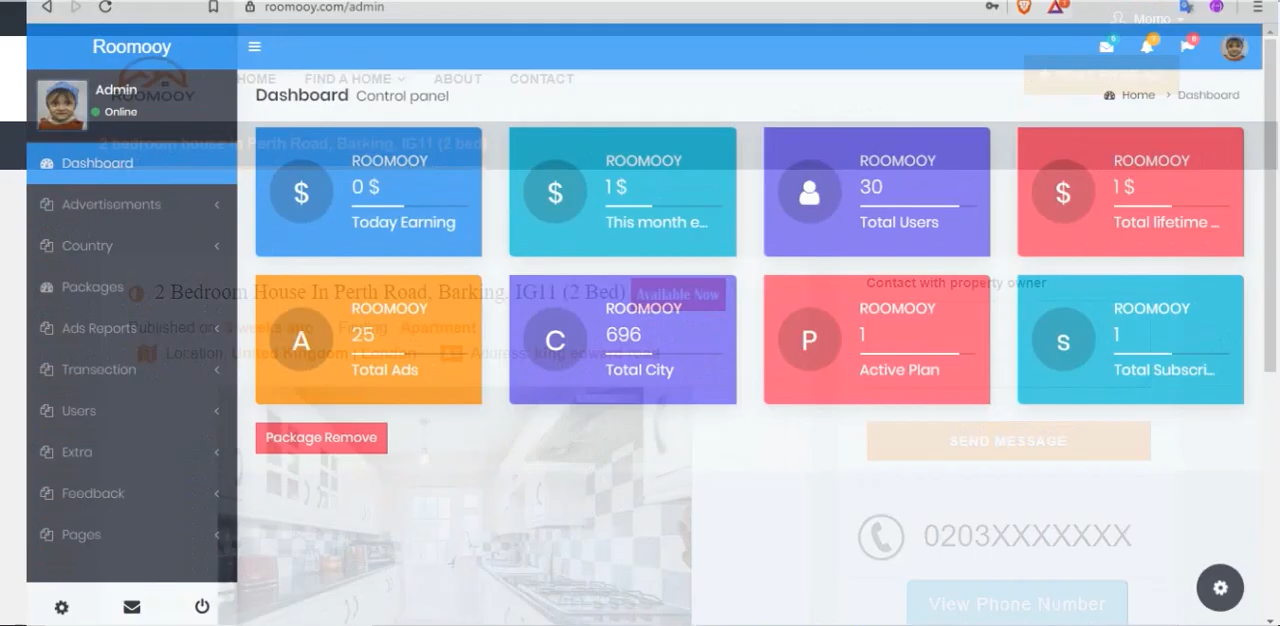 roomooy.com/admin
Momo
Roomooy
HOME FIND A HOME ABOUT CONTACT
Admin
ROOMOOY
Online
Dashboard Control panel
Home > Dashboard
2 bedroom house in Perth Road, Barking, IG11 (2 bed)
Dashboard
Advertisements
Country
Packages
Ads Reports
Transection
Users
Extra
Feedback
Pages
$
ROOMOOY
0 $
Today Earning
$
ROOMOOY
1 $
This month e...
ROOMOOY
30
Total Users
$
ROOMOOY
1 $
Total lifetime ...
2 Bedroom House In Perth Road, Barking, IG11 (2 Bed) Available Now
Contact with property owner
A
ROOMOOY
25
Total Ads
C
ROOMOOY
696
Total City
P
ROOMOOY
1
Active Plan
s
ROOMOOY
1
Total Subscri...
Apartment
Package Remove
SEND MESSAGE
0203XXXXXXX
View Phone Number